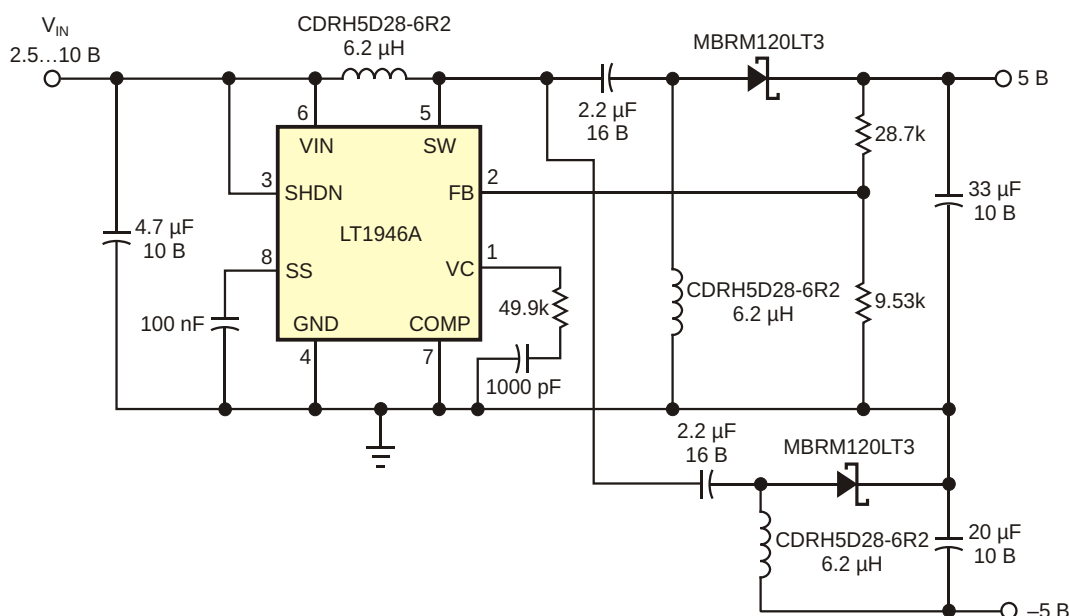 V_IN
2.5…10 В
CDRH5D28-6R2
6.2 µH
MBRM120LT3
5 В
2.2 µF
16 В
6
5
VIN
SW
28.7k
3
SHDN
FB
2
33 µF
10 В
4.7 µF
10 В
LT1946A
8
SS
VC
1
CDRH5D28-6R2
6.2 µH
9.53k
49.9k
100 nF
GND
COMP
4
7
1000 pF
2.2 µF
16 В
MBRM120LT3
CDRH5D28-6R2
6.2 µH
20 µF
10 В
–5 В